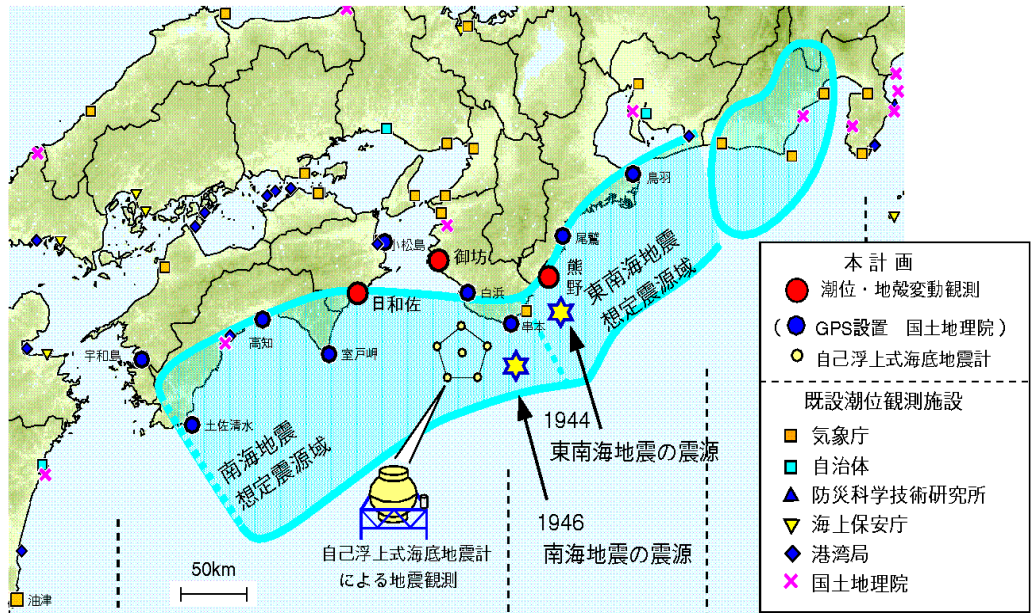 鳥羽
小松島
御坊
尾鷲
熊野
東南海地震
想定震源域
白浜
日和佐
串本
高知
室戸岬
宇和島
土佐清水
南海地震
想定震源域
1944
東南海地震の震源
1946
南海地震の震源
自己浮上式海底地震計
による地震観測
50km
油津
本計画
潮位・地殻変動観測
( GPS設置 国土地理院 )
自己浮上式海底地震計
既設潮位観測施設
気象庁
自治体
防災科学技術研究所
海上保安庁
港湾局
国土地理院